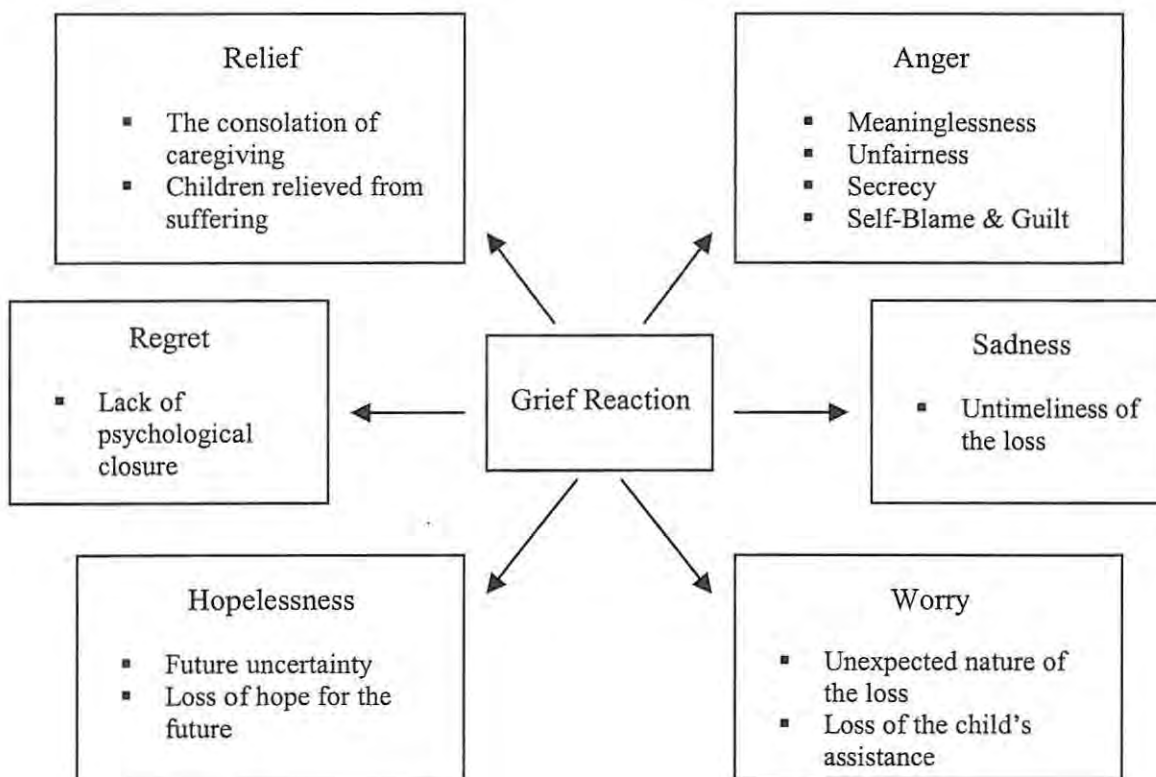 Relief
▪ The consolation of
caregiving
▪ Children relieved from
suffering
Anger
▪ Meaninglessness
▪ Unfairness
▪ Secrecy
▪ Self-Blame & Guilt
Regret
▪ Lack of
psychological
closure
Grief Reaction
Sadness
▪ Untimeliness of
the loss
Hopelessness
▪ Future uncertainty
▪ Loss of hope for the
future
Worry
▪ Unexpected nature of
the loss
▪ Loss of the child's
assistance